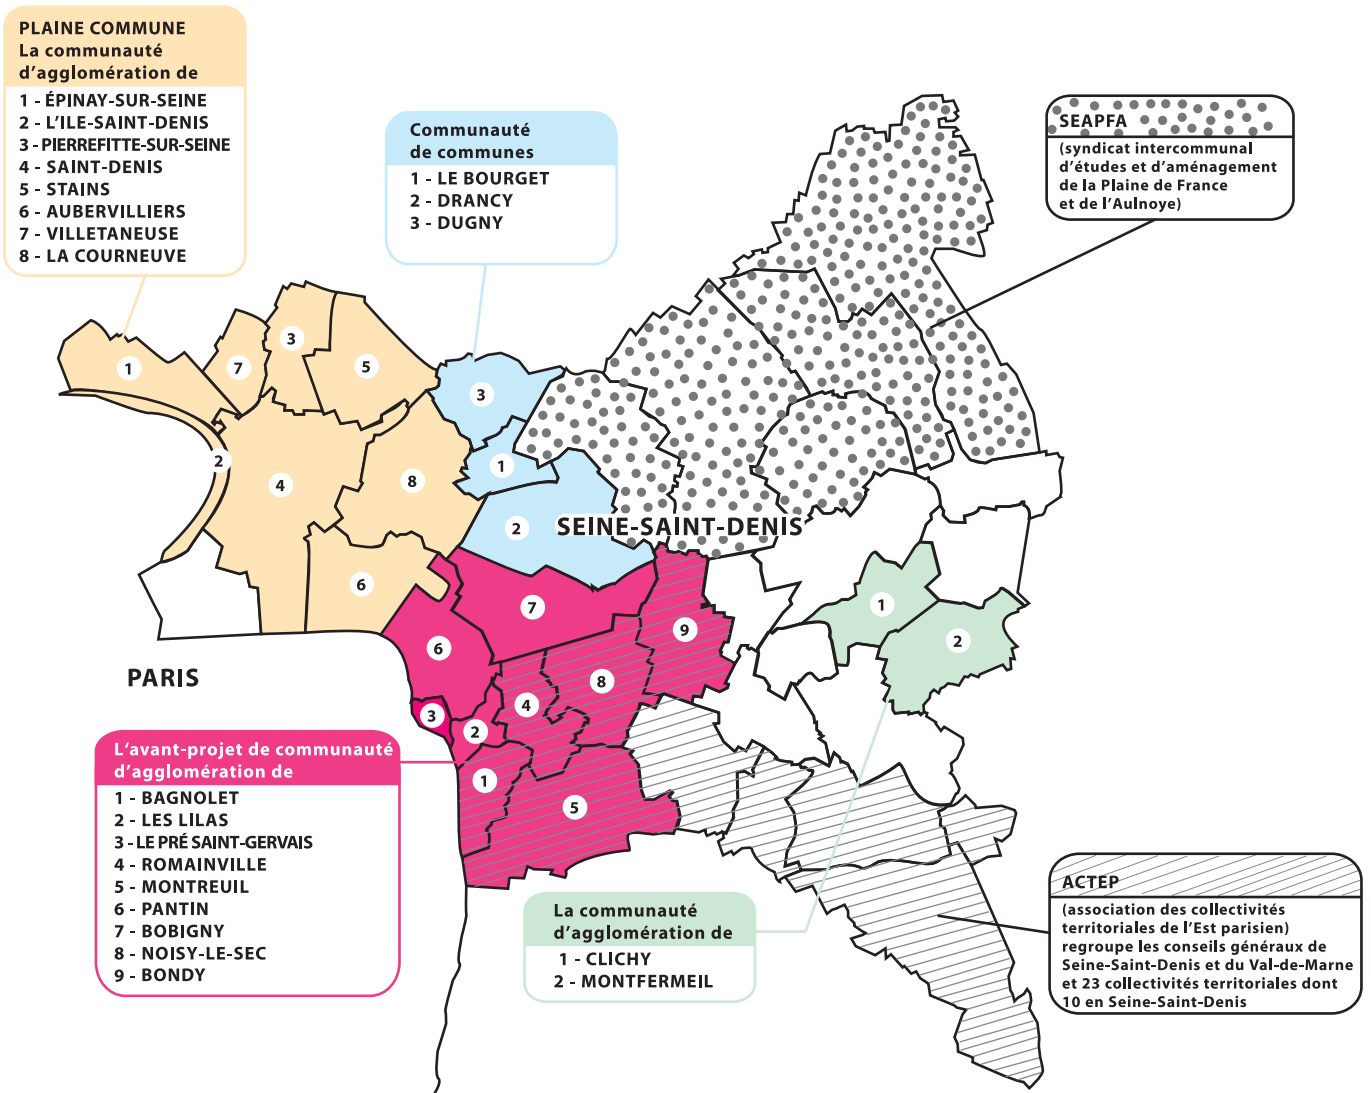 PLAINE COMMUNE
La communauté
d'agglomération de
1 - ÉPINAY-SUR-SEINE
2 - L'ILE-SAINT-DENIS
3 - PIERREFITTE-SUR-SEINE
4 - SAINT-DENIS
5 - STAINS
6 - AUBERVILLIERS
7 - VILLETANEUSE
8 - LA COURNEUVE
Communauté
de communes
1 - LE BOURGET
2 - DRANCY
3 - DUGNY
SEAPFA
(syndicat intercommunal
d'études et d'aménagement
de la Plaine de France
et de l'Aulnoye)
3
1
7
5
3
2
4
8
1
2
SEINE-SAINT-DENIS
6
7
1
9
6
2
PARIS
8
4
3
2
1
5
L'avant-projet de communauté
d'agglomération de
1 - BAGNOLET
2 - LES LILAS
3 - LE PRÉ SAINT-GERVAIS
4 - ROMAINVILLE
5 - MONTREUIL
6 - PANTIN
7 - BOBIGNY
8 - NOISY-LE-SEC
9 - BONDY
La communauté
d'agglomération de
1 - CLICHY
2 - MONTFERMEIL
ACTEP
(association des collectivités
territoriales de l'Est parisien)
regroupe les conseils généraux de
Seine-Saint-Denis et du Val-de-Marne
et 23 collectivités territoriales dont
10 en Seine-Saint-Denis